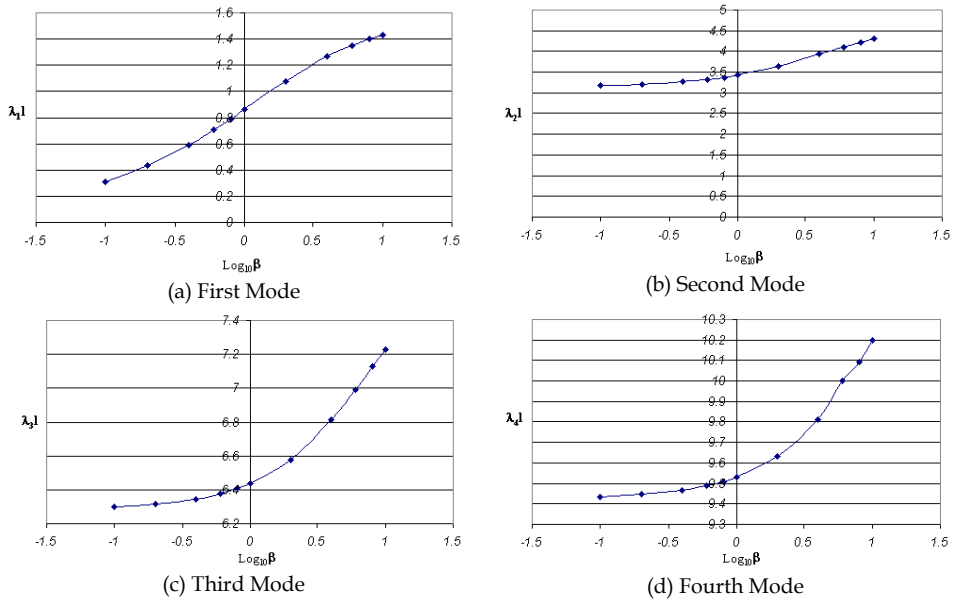 1.6
1.4
1.2
1
0.8
0.6
0.4
0.2
0
λ₁l
-1.5 -1 -0.5 0 0.5 1 1.5
Log₁₀β
(a) First Mode
5
4.5
4
3.5
3
2.5
2
1.5
1
0.5
0
λ₂l
-1.5 -1 -0.5 0 0.5 1 1.5
Log₁₀β
(b) Second Mode
7.4
7.2
7
6.8
6.6
6.4
6.2
λ₃l
-1.5 -1 -0.5 0 0.5 1 1.5
Log₁₀β
(c) Third Mode
10.3
10.2
10.1
10
9.9
9.8
9.7
9.6
9.5
9.4
9.3
λ₄l
-1.5 -1 -0.5 0 0.5 1 1.5
Log₁₀β
(d) Fourth Mode